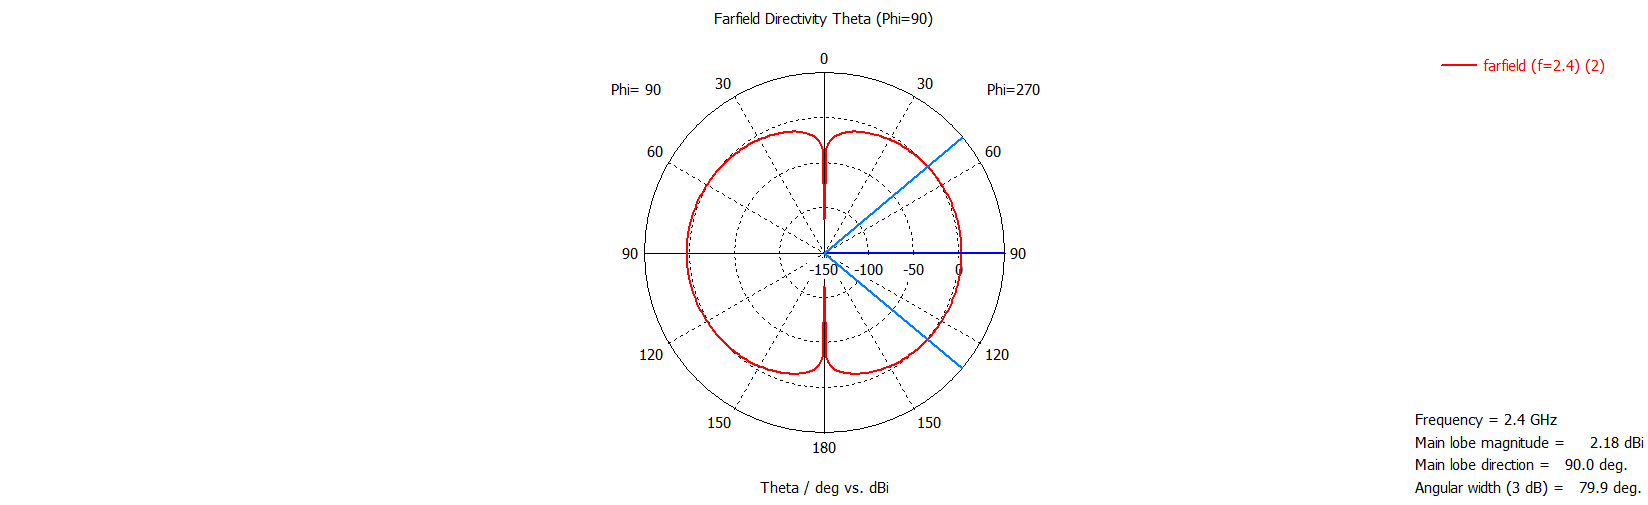 Farfield Directivity Theta (Phi=90)
farfield (f=2.4) (2)
0
30
30
Phi= 90
Phi=270
60
60
90
90
-150
-100
-50
0
120
120
150
150
180
Theta / deg vs. dBi
Frequency = 2.4 GHz
Main lobe magnitude = 2.18 dBi
Main lobe direction = 90.0 deg.
Angular width (3 dB) = 79.9 deg.